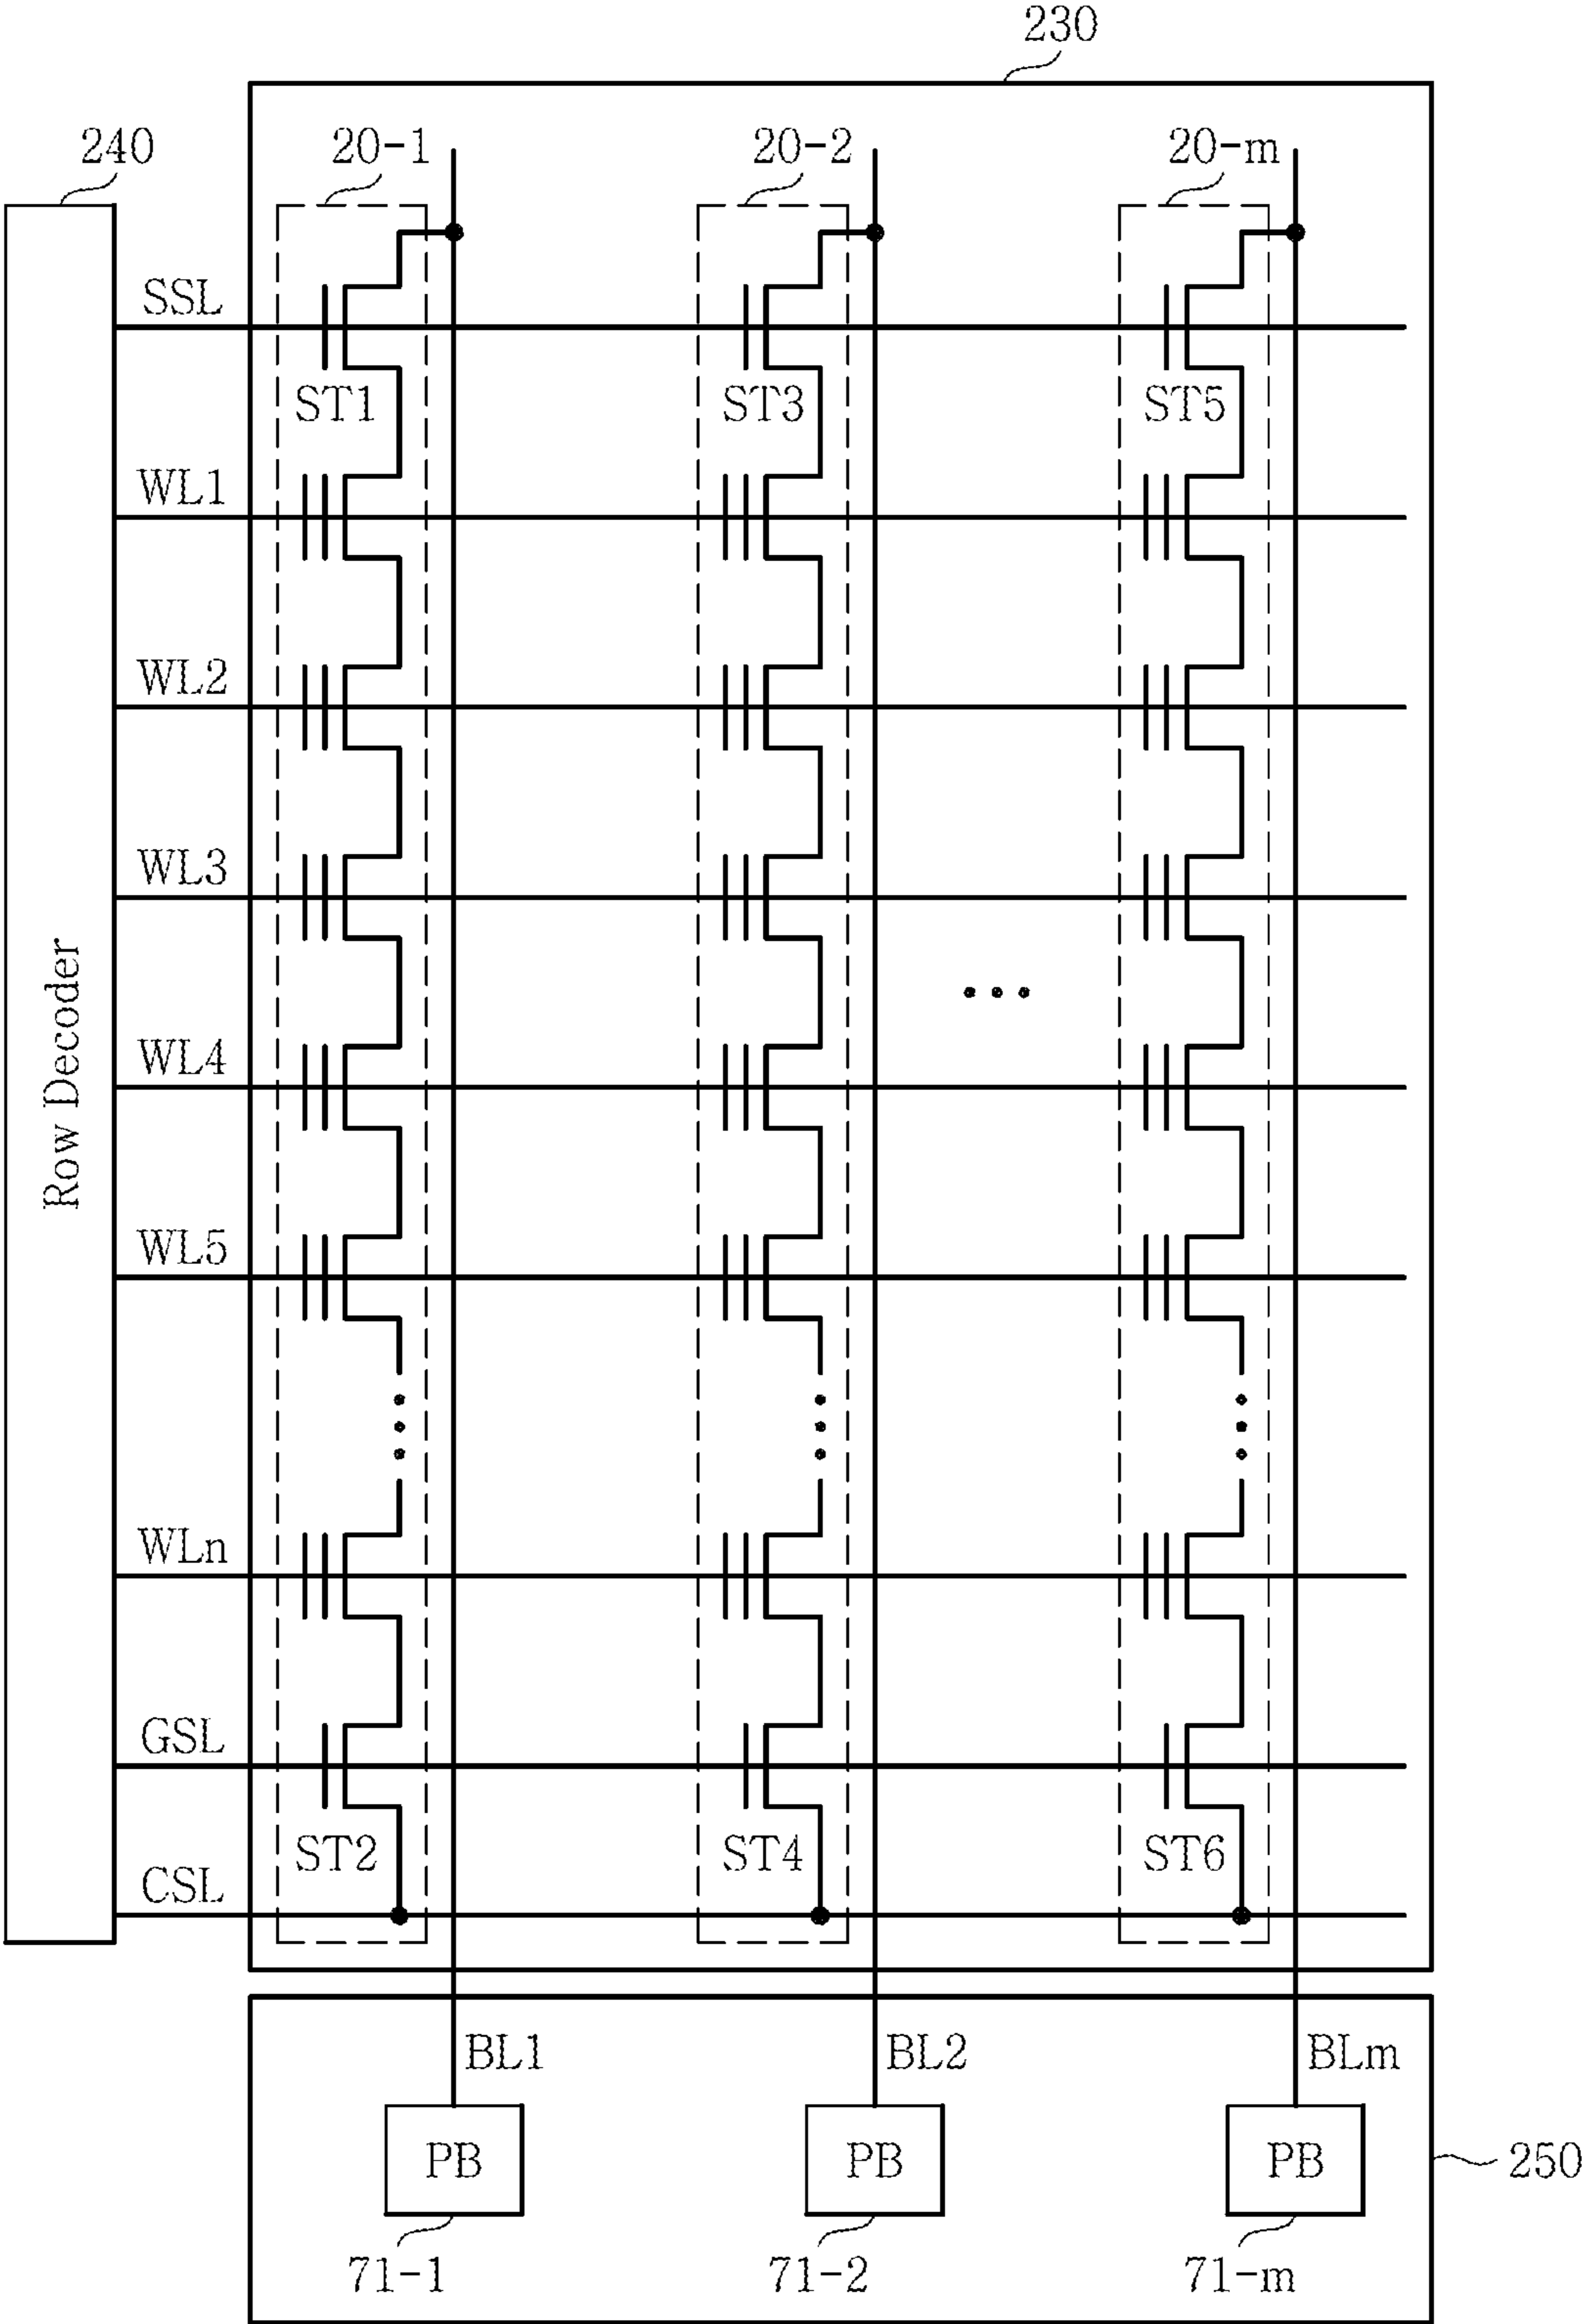 230
240
20-1
20-2
20-m
SSL
ST1
ST3
ST5
WL1
WL2
WL3
Row Decoder
WL4
WL5
WLn
GSL
ST2
ST4
ST6
CSL
BL1
BL2
BLm
PB
PB
PB
250
71-1
71-2
71-m